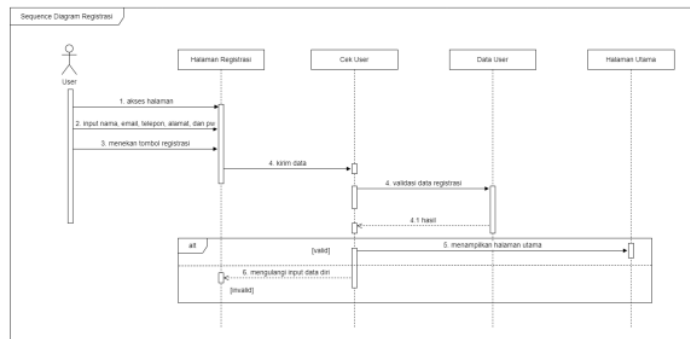 Sequence Diagram Registrasi
User
Halaman Registrasi
Cek User
Data User
Halaman Utama
1. akses halaman
2. input nama, email, telepon, alamat, dan pw
3. menekan tombol registrasi
4. kirim data
4. validasi data registrasi
4.1 hasil
alt
[valid]
5. menampilkan halaman utama
6. mengulangi input data diri
[invalid]